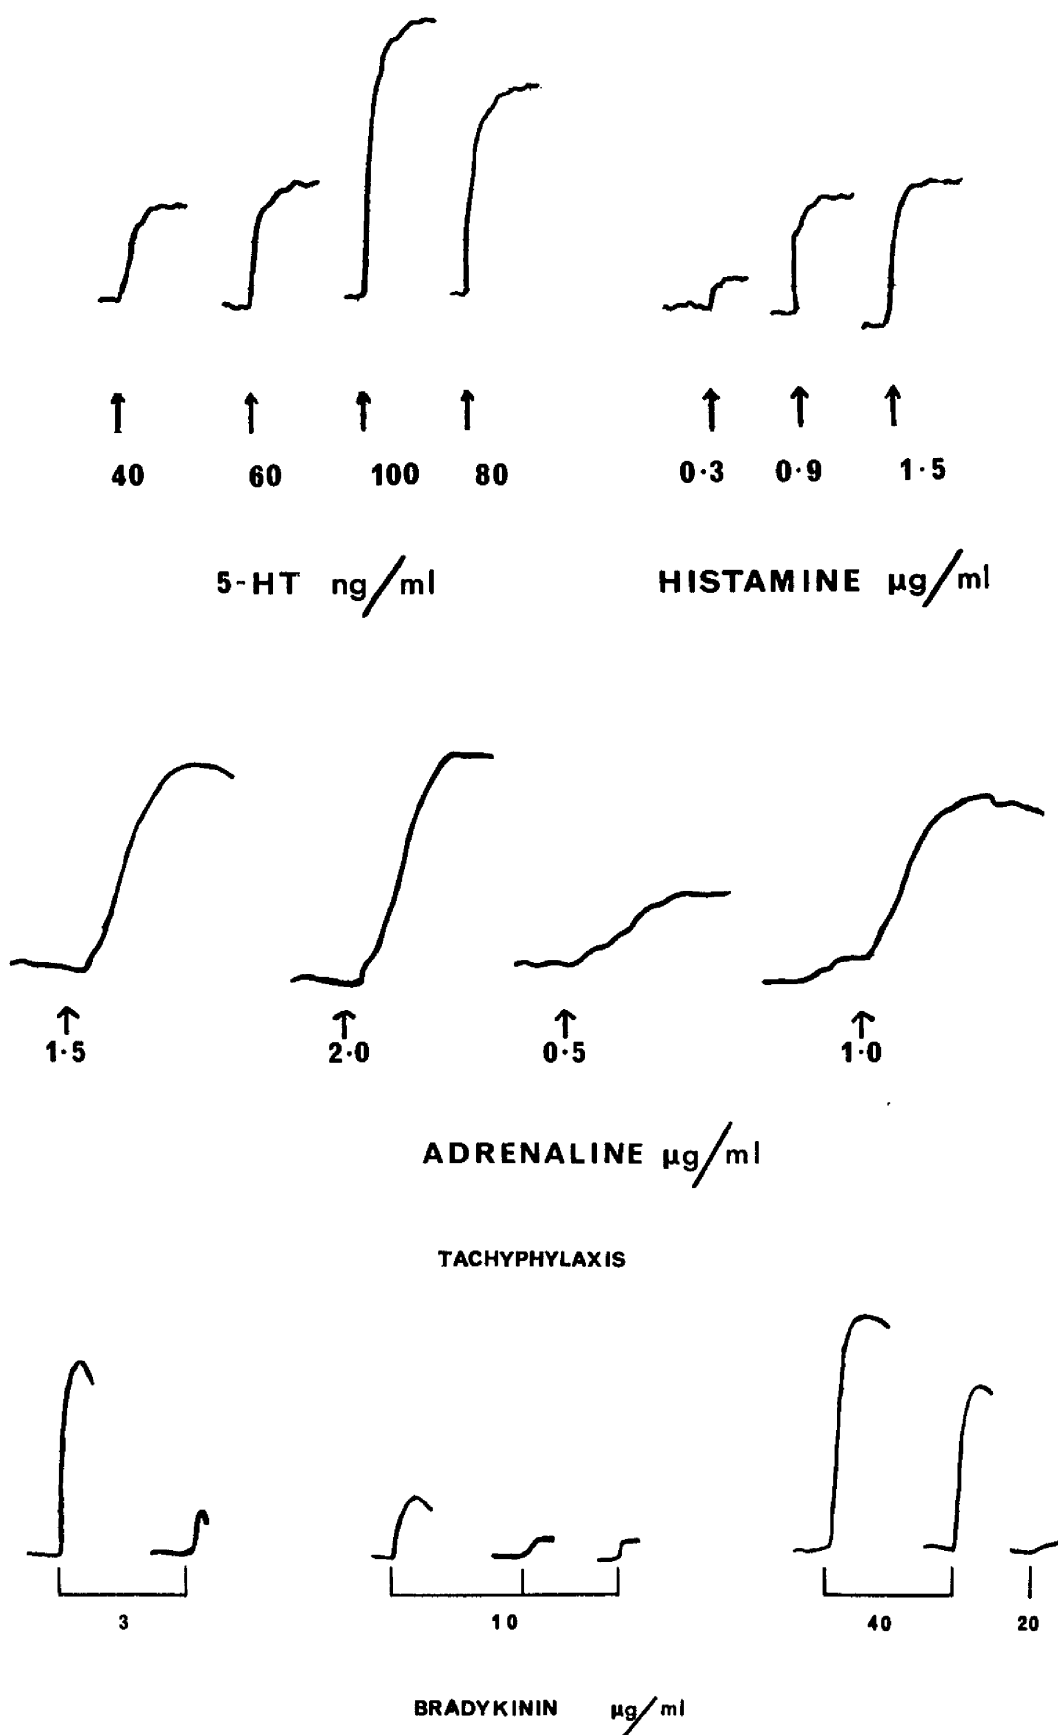 40 60 100 80 0·3 0·9 1·5
5-HT ng/ml HISTAMINE µg/ml
1·5 2·0 0·5 1·0
ADRENALINE µg/ml
TACHYPHYLAXIS
3 10 40 20
BRADYKININ µg/ml